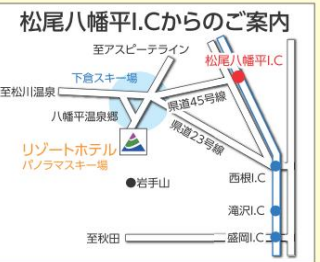 松尾八幡平I.Cからのご案内
至アスピーテライン
松尾八幡平I.C
下倉スキー場
至松川温泉
県道45号線
八幡平温泉郷
県道23号線
リゾートホテル
パノラマスキー場
西根I.C
●岩手山
滝沢I.C
至秋田
盛岡I.C